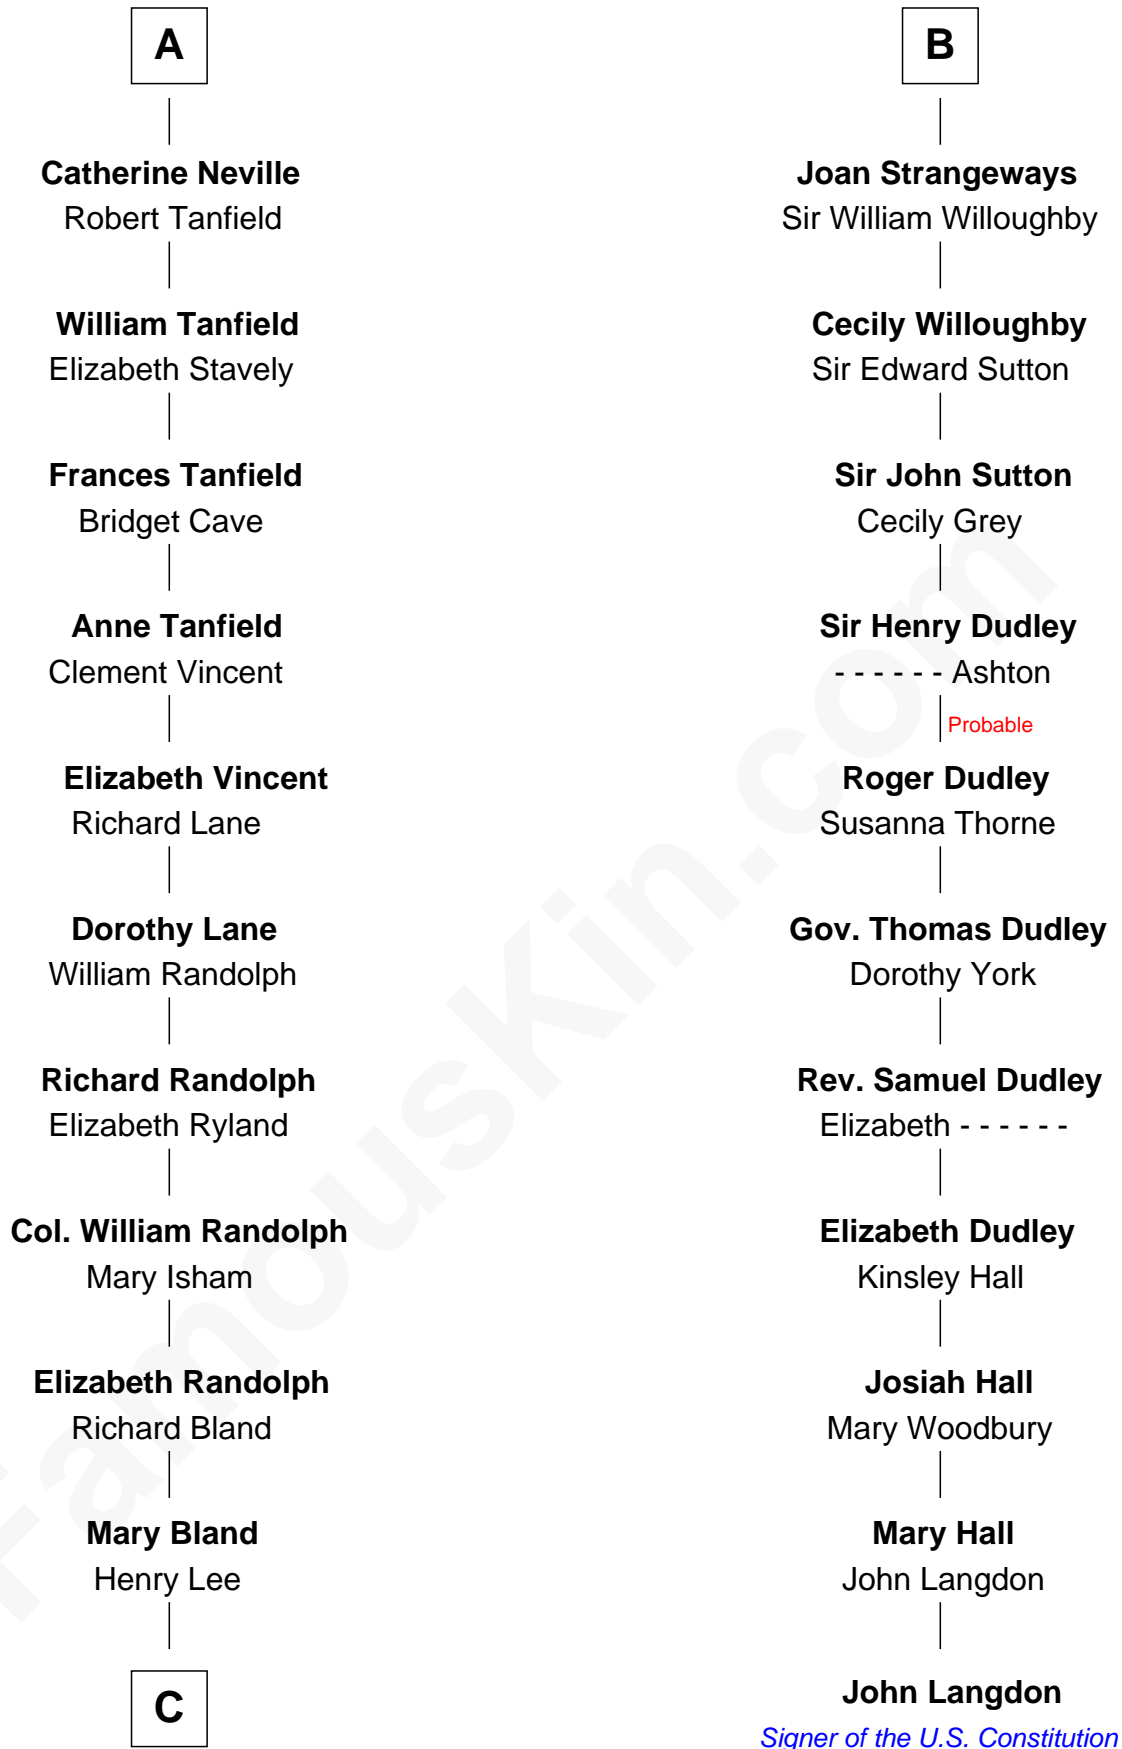 A
Catherine Neville
Robert Tanfield
William Tanfield
Elizabeth Stavely
Frances Tanfield
Bridget Cave
Anne Tanfield
Clement Vincent
Elizabeth Vincent
Richard Lane
Dorothy Lane
William Randolph
Richard Randolph
Elizabeth Ryland
Col. William Randolph
Mary Isham
Elizabeth Randolph
Richard Bland
Mary Bland
Henry Lee
C
B
Joan Strangeways
Sir William Willoughby
Cecily Willoughby
Sir Edward Sutton
Sir John Sutton
Cecily Grey
Sir Henry Dudley
- - - - - - Ashton
Probable
Roger Dudley
Susanna Thorne
Gov. Thomas Dudley
Dorothy York
Rev. Samuel Dudley
Elizabeth - - - - - -
Elizabeth Dudley
Kinsley Hall
Josiah Hall
Mary Woodbury
Mary Hall
John Langdon
John Langdon
Signer of the U.S. Constitution
FamousKin.com